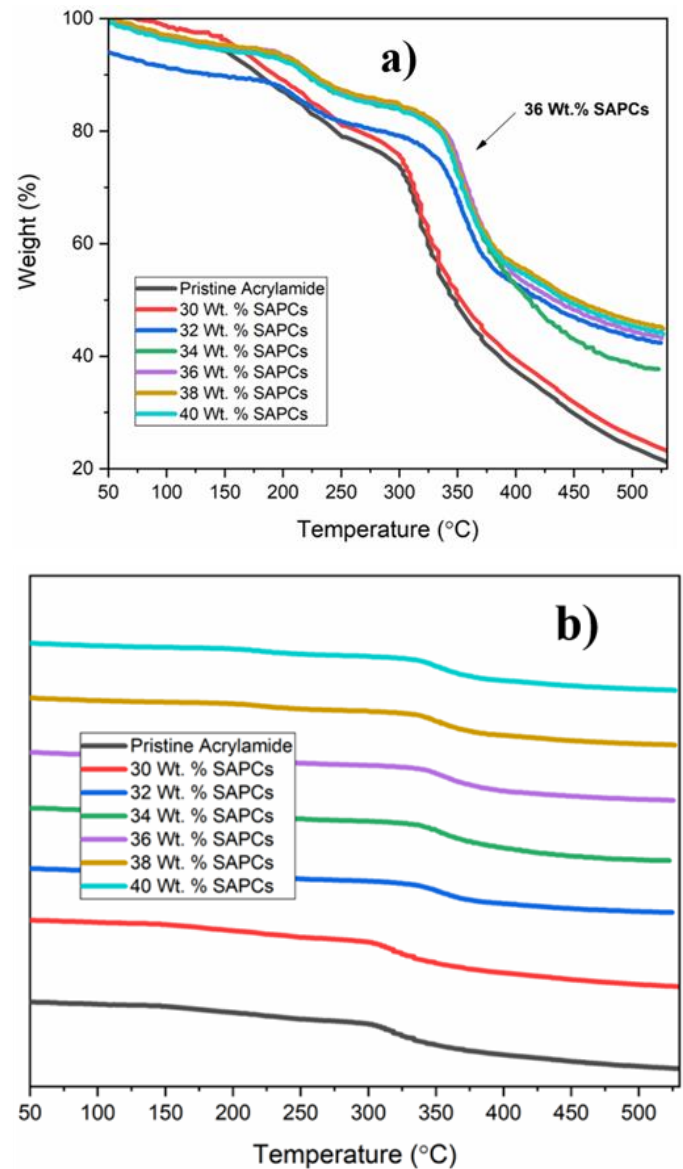 a)
36 Wt.% SAPCs
Weight (%)
100
80
60
40
20
Pristine Acrylamide
30 Wt. % SAPCs
32 Wt. % SAPCs
34 Wt. % SAPCs
36 Wt. % SAPCs
38 Wt. % SAPCs
40 Wt. % SAPCs
50 100 150 200 250 300 350 400 450 500
Temperature (°C)
b)
Pristine Acrylamide
30 Wt. % SAPCs
32 Wt. % SAPCs
34 Wt. % SAPCs
36 Wt. % SAPCs
38 Wt. % SAPCs
40 Wt. % SAPCs
50 100 150 200 250 300 350 400 450 500
Temperature (°C)